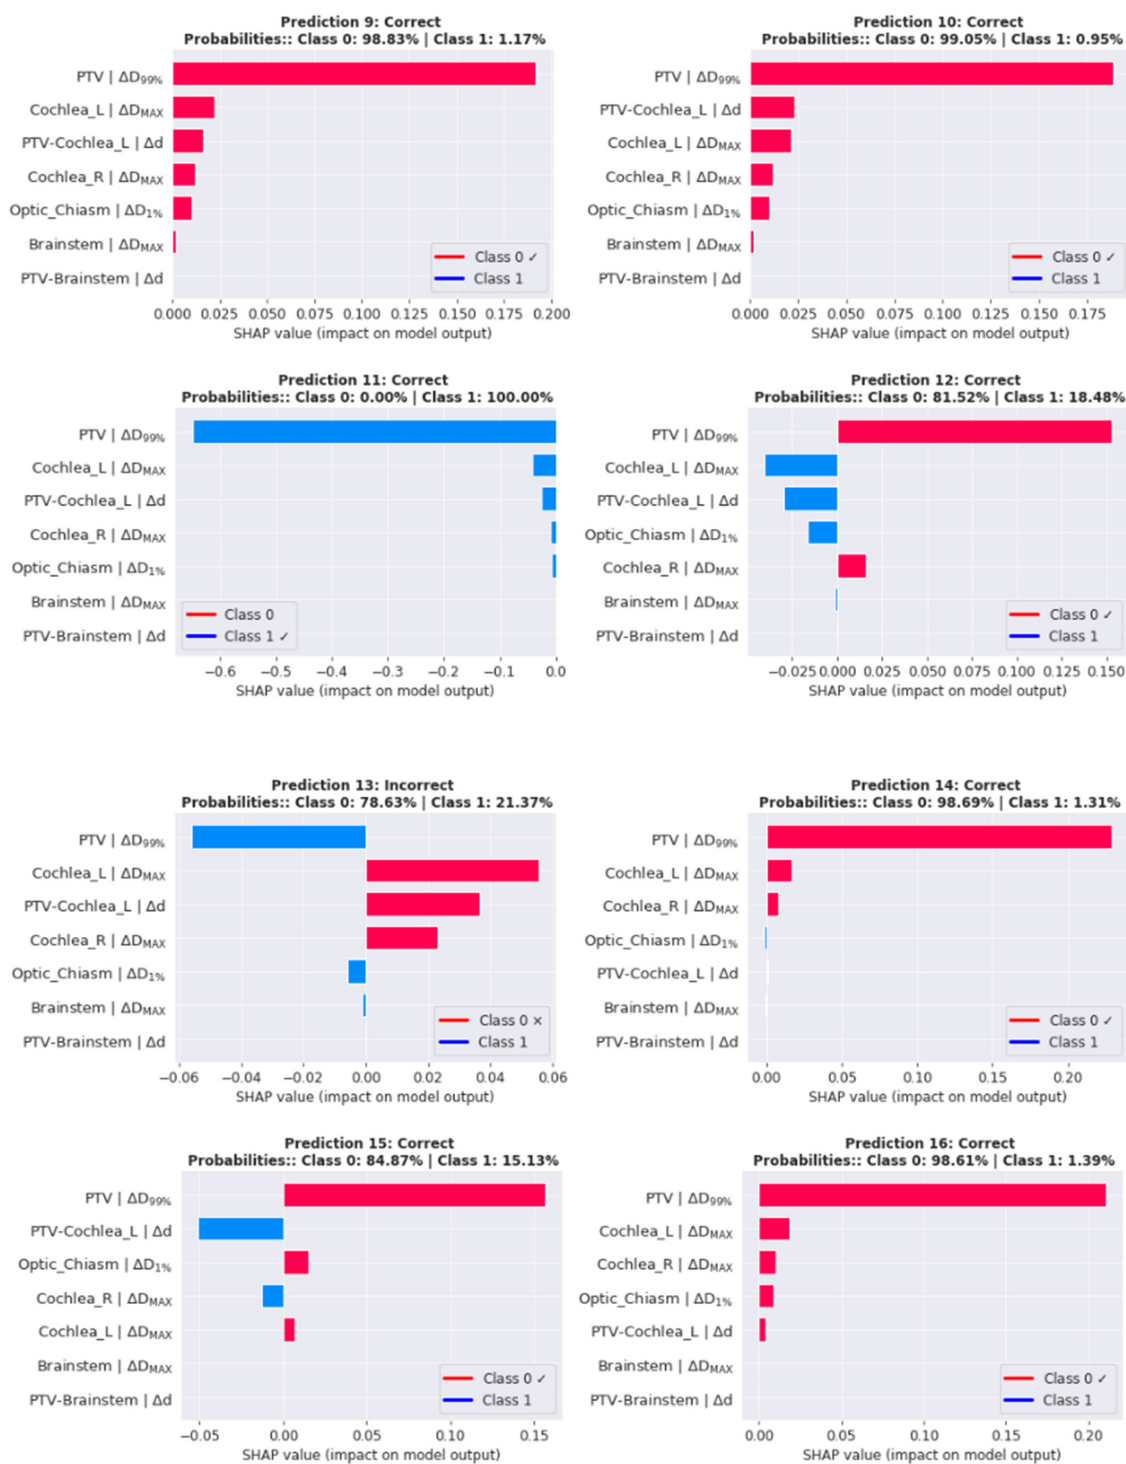 Prediction 9: Correct
Probabilities:: Class 0: 98.83% | Class 1: 1.17%
PTV | ΔD99%
Cochlea_L | ΔDMAX
PTV-Cochlea_L | Δd
Cochlea_R | ΔDMAX
Optic_Chiasm | ΔD1%
Brainstem | ΔDMAX
PTV-Brainstem | Δd
Class 0 ✓
Class 1
0.000 0.025 0.050 0.075 0.100 0.125 0.150 0.175 0.200
SHAP value (impact on model output)
Prediction 10: Correct
Probabilities:: Class 0: 99.05% | Class 1: 0.95%
PTV | ΔD99%
PTV-Cochlea_L | Δd
Cochlea_L | ΔDMAX
Cochlea_R | ΔDMAX
Optic_Chiasm | ΔD1%
Brainstem | ΔDMAX
PTV-Brainstem | Δd
Class 0 ✓
Class 1
0.000 0.025 0.050 0.075 0.100 0.125 0.150 0.175
SHAP value (impact on model output)
Prediction 11: Correct
Probabilities:: Class 0: 0.00% | Class 1: 100.00%
PTV | ΔD99%
Cochlea_L | ΔDMAX
PTV-Cochlea_L | Δd
Cochlea_R | ΔDMAX
Optic_Chiasm | ΔD1%
Brainstem | ΔDMAX
PTV-Brainstem | Δd
Class 0
Class 1 ✓
−0.6 −0.5 −0.4 −0.3 −0.2 −0.1 0.0
SHAP value (impact on model output)
Prediction 12: Correct
Probabilities:: Class 0: 81.52% | Class 1: 18.48%
PTV | ΔD99%
Cochlea_L | ΔDMAX
PTV-Cochlea_L | Δd
Optic_Chiasm | ΔD1%
Cochlea_R | ΔDMAX
Brainstem | ΔDMAX
PTV-Brainstem | Δd
Class 0 ✓
Class 1
−0.025 0.000 0.025 0.050 0.075 0.100 0.125 0.150
SHAP value (impact on model output)
Prediction 13: Incorrect
Probabilities:: Class 0: 78.63% | Class 1: 21.37%
PTV | ΔD99%
Cochlea_L | ΔDMAX
PTV-Cochlea_L | Δd
Cochlea_R | ΔDMAX
Optic_Chiasm | ΔD1%
Brainstem | ΔDMAX
PTV-Brainstem | Δd
Class 0 ×
Class 1
−0.06 −0.04 −0.02 0.00 0.02 0.04 0.06
SHAP value (impact on model output)
Prediction 14: Correct
Probabilities:: Class 0: 98.69% | Class 1: 1.31%
PTV | ΔD99%
Cochlea_L | ΔDMAX
Cochlea_R | ΔDMAX
Optic_Chiasm | ΔD1%
PTV-Cochlea_L | Δd
Brainstem | ΔDMAX
PTV-Brainstem | Δd
Class 0 ✓
Class 1
0.00 0.05 0.10 0.15 0.20
SHAP value (impact on model output)
Prediction 15: Correct
Probabilities:: Class 0: 84.87% | Class 1: 15.13%
PTV | ΔD99%
PTV-Cochlea_L | Δd
Optic_Chiasm | ΔD1%
Cochlea_R | ΔDMAX
Cochlea_L | ΔDMAX
Brainstem | ΔDMAX
PTV-Brainstem | Δd
Class 0 ✓
Class 1
−0.05 0.00 0.05 0.10 0.15
SHAP value (impact on model output)
Prediction 16: Correct
Probabilities:: Class 0: 98.61% | Class 1: 1.39%
PTV | ΔD99%
Cochlea_L | ΔDMAX
Cochlea_R | ΔDMAX
Optic_Chiasm | ΔD1%
PTV-Cochlea_L | Δd
Brainstem | ΔDMAX
PTV-Brainstem | Δd
Class 0 ✓
Class 1
0.00 0.05 0.10 0.15 0.20
SHAP value (impact on model output)